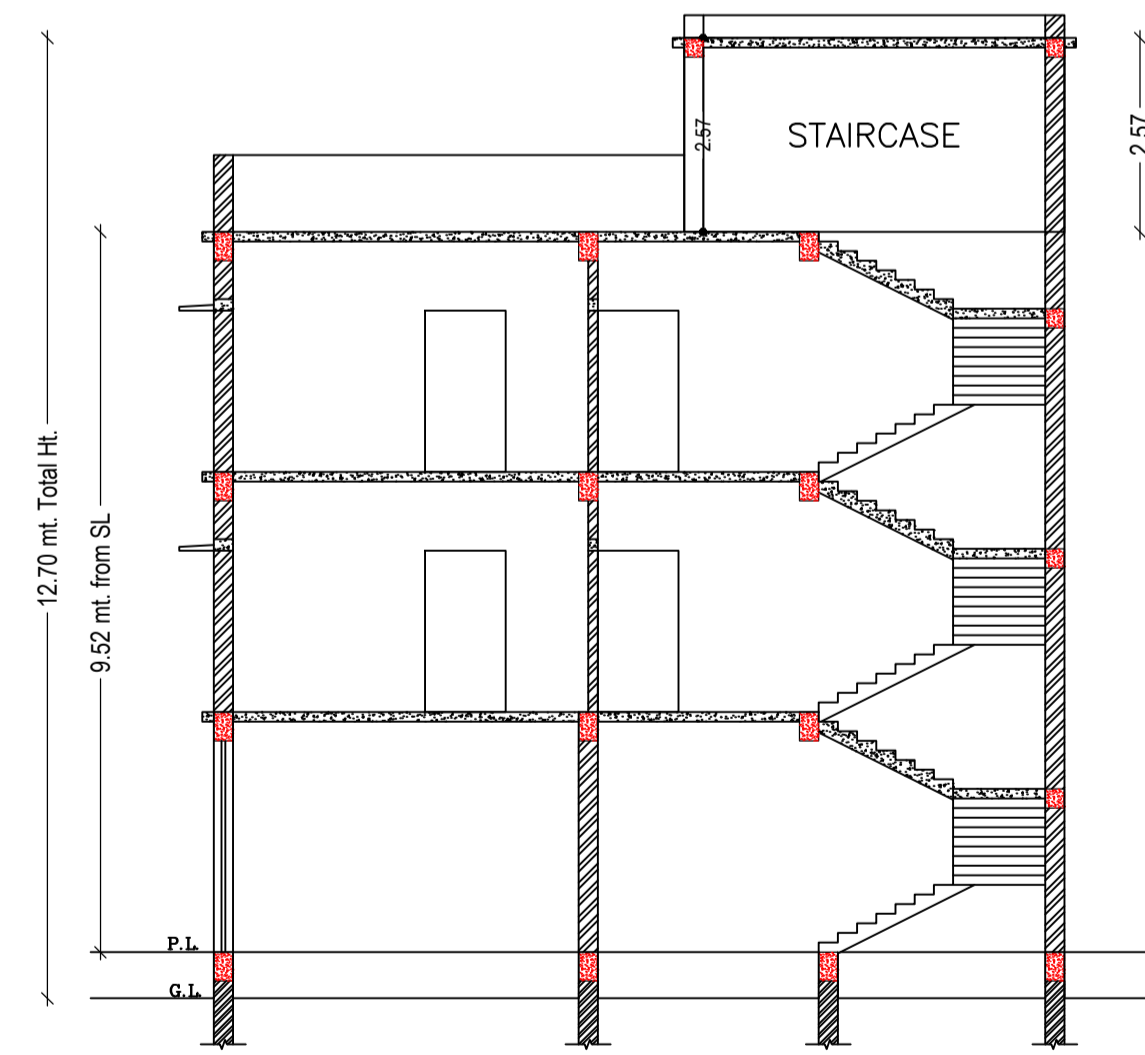 STAIRCASE
2.57
2.57
12.70 mt. Total Ht.
9.52 mt. from SL
P.L.
G.L.